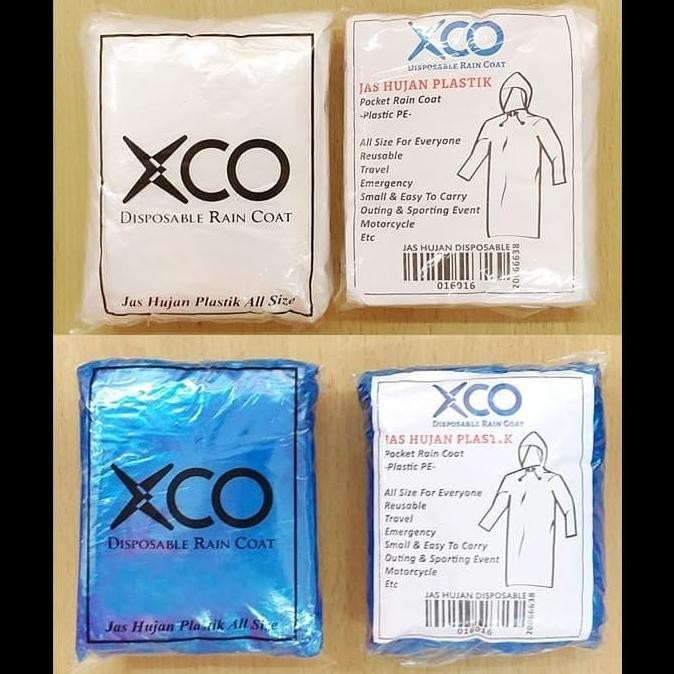 XCO
DISPOSABLE RAIN COAT
Jas Hujan Plastik All Size
XCO
DISPOSABLE RAIN COAT
JAS HUJAN PLASTIK
Pocket Rain Coat
-Plastic PE-
All Size For Everyone
Reusable
Travel
Emergency
Small & Easy To Carry
Outing & Sporting Event
Motorcycle
Etc
JAS HUJAN DISPOSABLE
016016
20066638
XCO
DISPOSABLE RAIN COAT
Jas Hujan Plastik All Size
XCO
DISPOSABLE RAIN COAT
JAS HUJAN PLASTIK
Pocket Rain Coat
-Plastic PE-
All Size For Everyone
Reusable
Travel
Emergency
Small & Easy To Carry
Outing & Sporting Event
Motorcycle
Etc
JAS HUJAN DISPOSABLE
016016
20066638